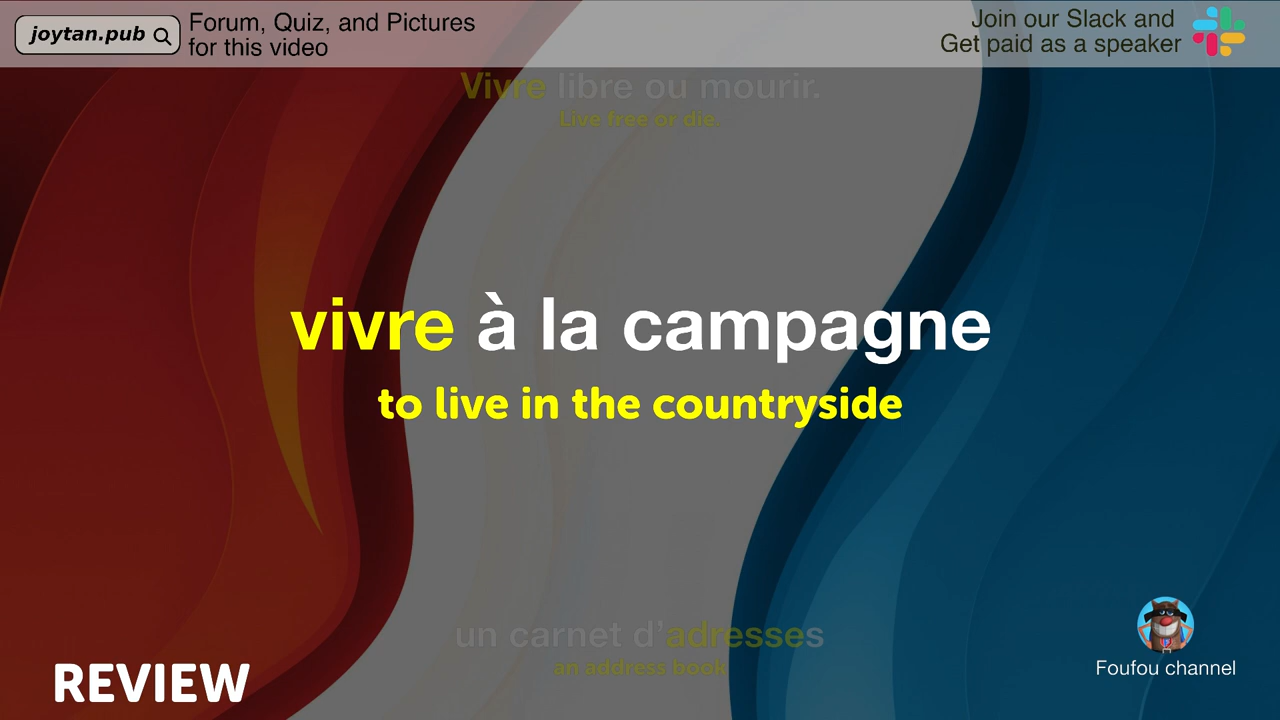 joytan.pub
Forum, Quiz, and Pictures
for this video
Join our Slack and
Get paid as a speaker
Vivre libre ou mourir.
Live free or die.
vivre à la campagne
to live in the countryside
un carnet d'adresses
an address book
REVIEW
Foufou channel